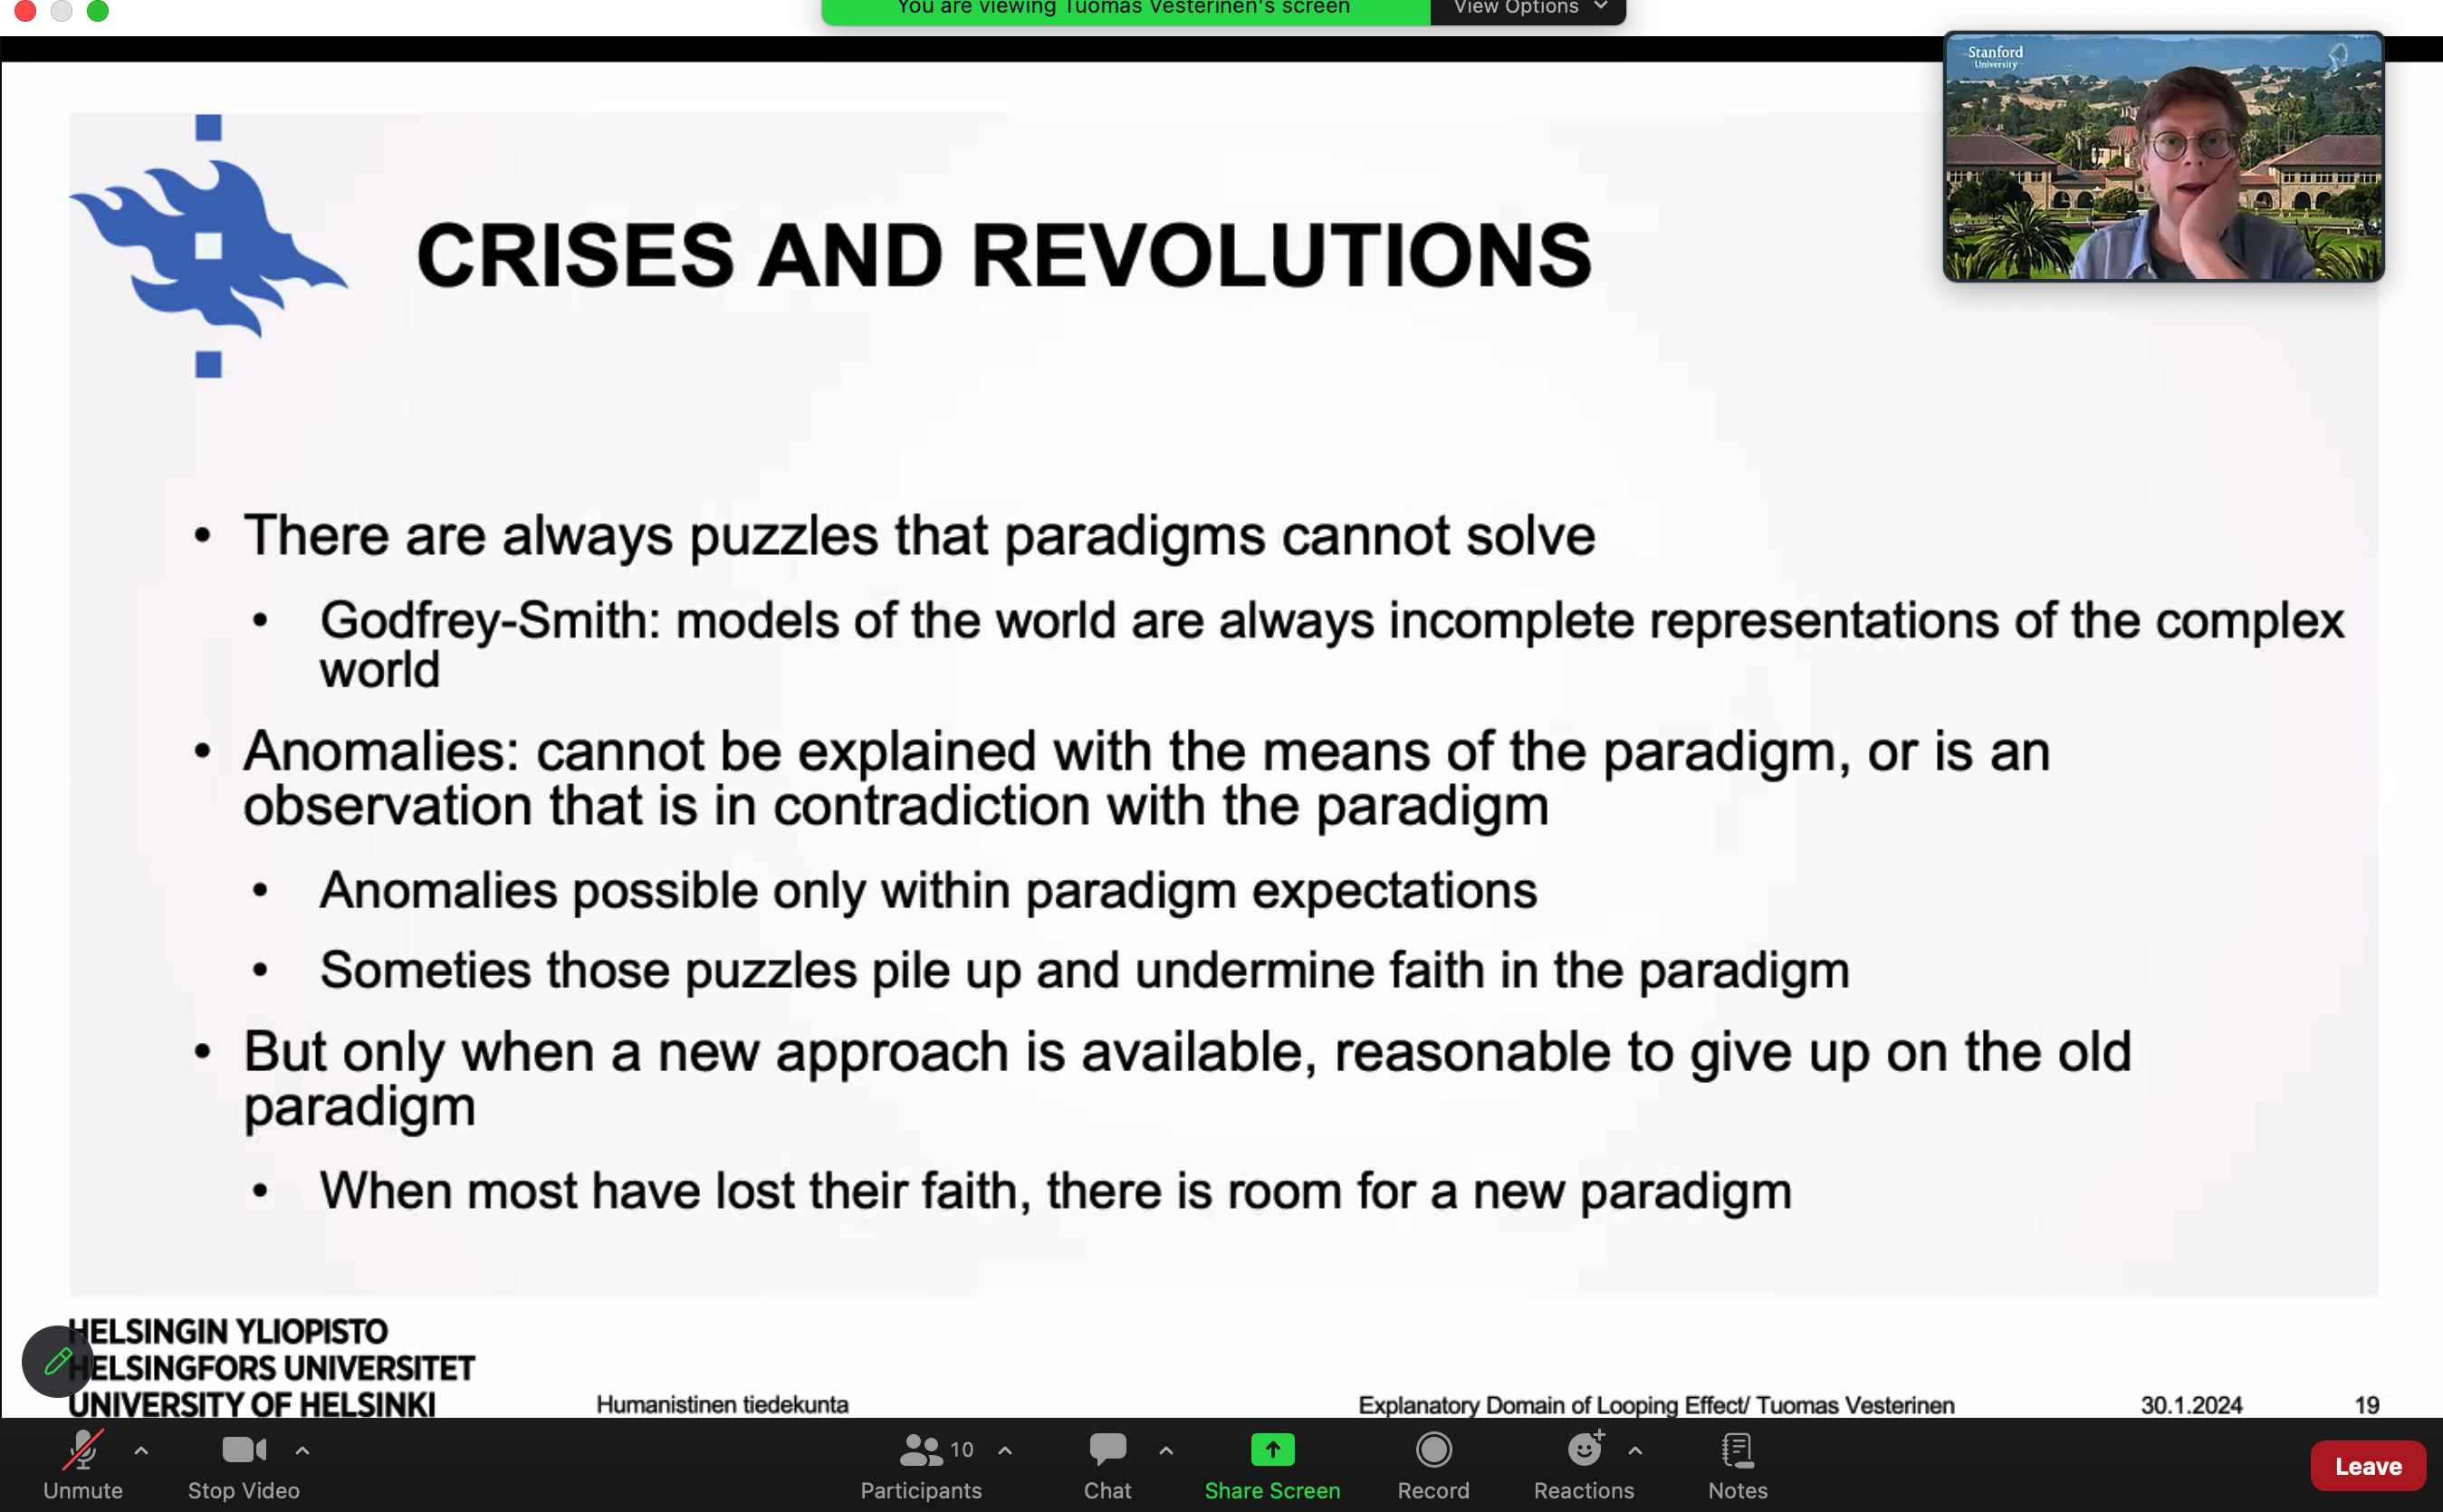 You are viewing Tuomas Vesterinen's screen
View Options
Stanford
University
CRISES AND REVOLUTIONS
• There are always puzzles that paradigms cannot solve
• Godfrey-Smith: models of the world are always incomplete representations of the complex
world
• Anomalies: cannot be explained with the means of the paradigm, or is an
observation that is in contradiction with the paradigm
• Anomalies possible only within paradigm expectations
• Someties those puzzles pile up and undermine faith in the paradigm
• But only when a new approach is available, reasonable to give up on the old
paradigm
• When most have lost their faith, there is room for a new paradigm
HELSINGIN YLIOPISTO
HELSINGFORS UNIVERSITET
UNIVERSITY OF HELSINKI
Humanistinen tiedekunta
Explanatory Domain of Looping Effect/ Tuomas Vesterinen
30.1.2024
19
10
Unmute
Stop Video
Participants
Chat
Share Screen
Record
Reactions
Notes
Leave